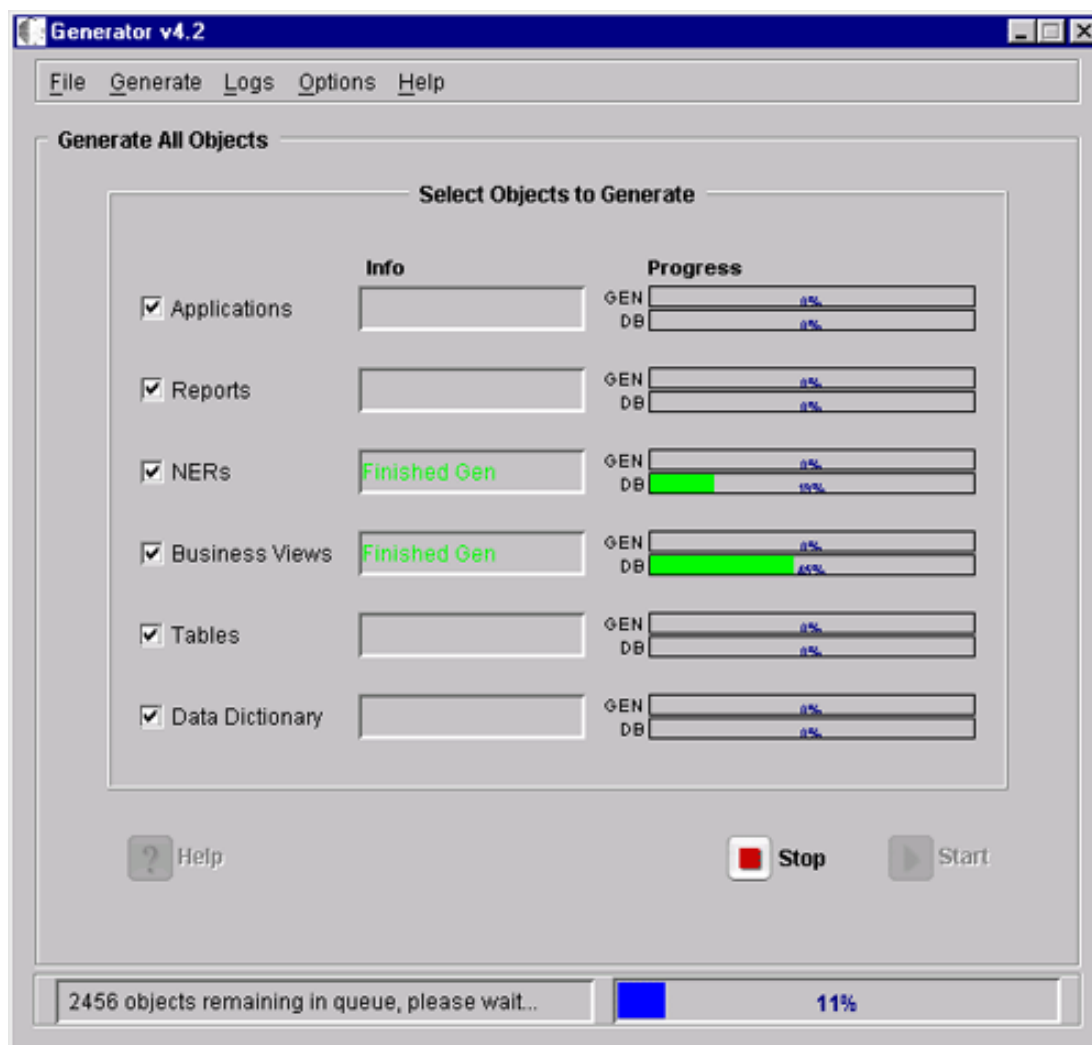 Generator v4.2
File Generate Logs Options Help
Generate All Objects
Select Objects to Generate
Info Progress
Applications GEN 0%
DB 0%
Reports GEN 0%
DB 0%
NERs Finished Gen GEN 0%
DB 19%
Business Views Finished Gen GEN 0%
DB 45%
Tables GEN 0%
DB 0%
Data Dictionary GEN 0%
DB 0%
? Help Stop Start
2456 objects remaining in queue, please wait... 11%